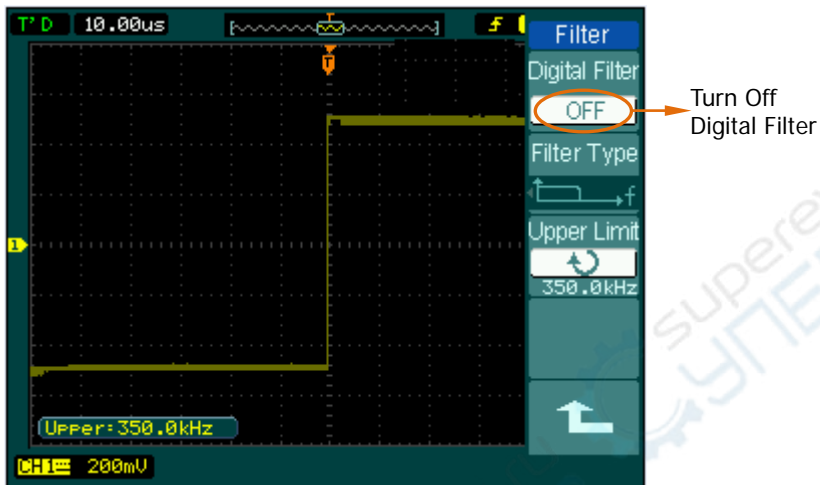 T'D 10.00us
T
f
Filter
Digital Filter
OFF
Turn Off
Digital Filter
Filter Type
f
1
Upper Limit
350.0kHz
Upper:350.0kHz
CH1 200mV